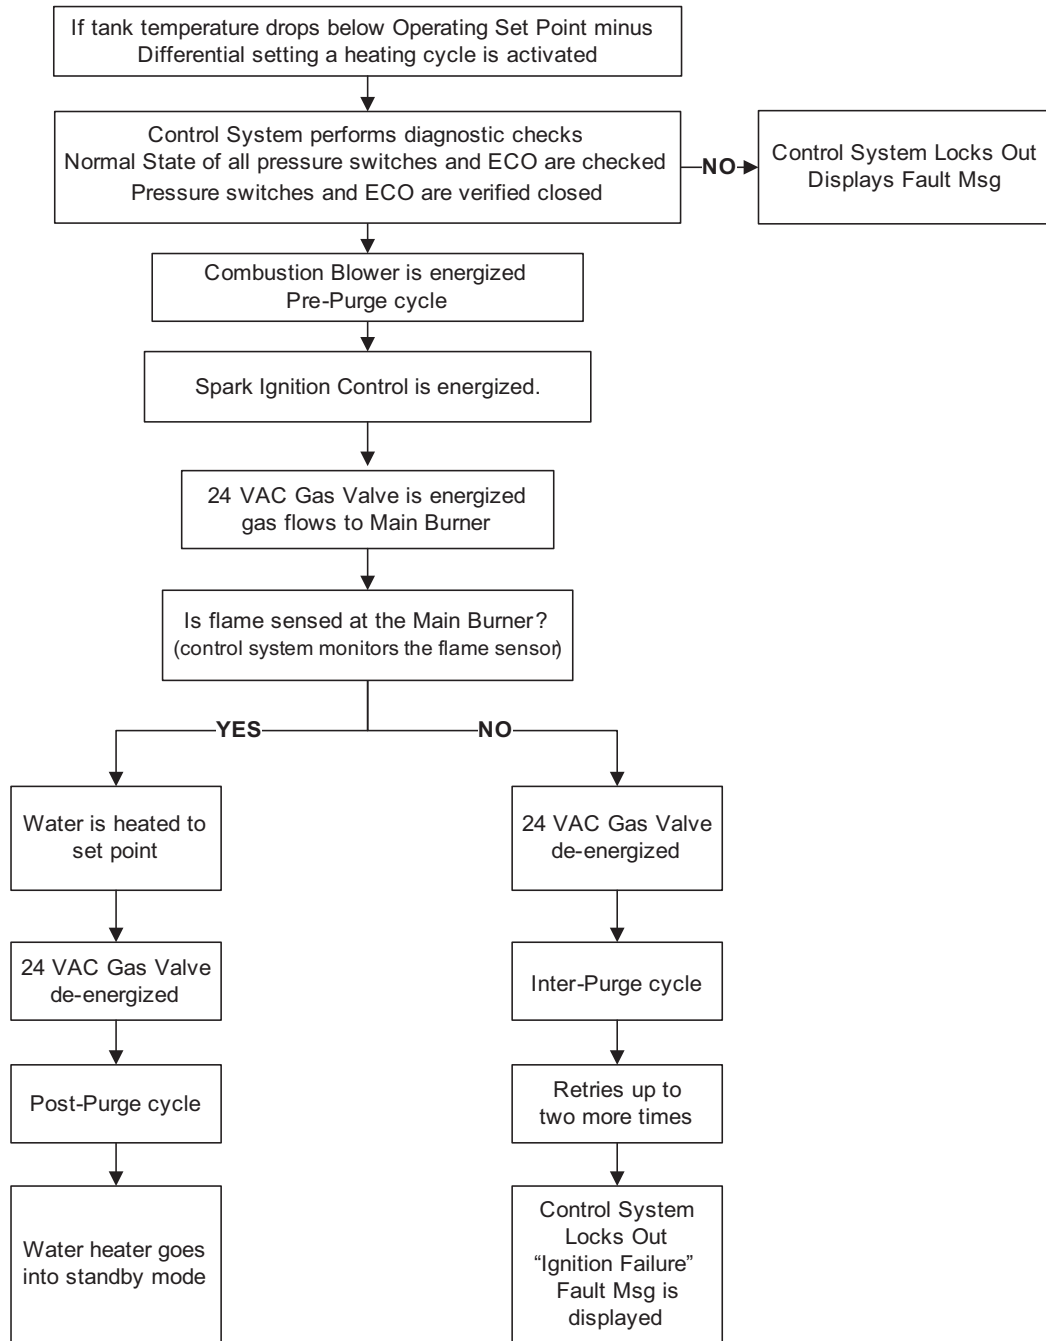 If tank temperature drops below Operating Set Point minus
Differential setting a heating cycle is activated
Control System performs diagnostic checks
Normal State of all pressure switches and ECO are checked
Pressure switches and ECO are verified closed
NO
Control System Locks Out
Displays Fault Msg
Combustion Blower is energized
Pre-Purge cycle
Spark Ignition Control is energized.
24 VAC Gas Valve is energized
gas flows to Main Burner
Is flame sensed at the Main Burner?
(control system monitors the flame sensor)
YES
NO
Water is heated to
set point
24 VAC Gas Valve
de-energized
Post-Purge cycle
Water heater goes
into standby mode
24 VAC Gas Valve
de-energized
Inter-Purge cycle
Retries up to
two more times
Control System
Locks Out
“Ignition Failure”
Fault Msg is
displayed